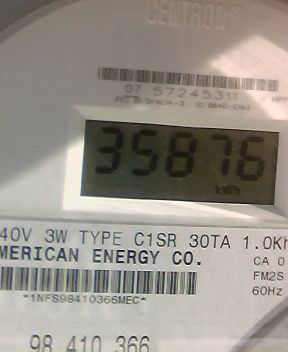 CENTRON®
07 57245311
35876
kWh
40V 3W TYPE C1SR 30TA 1.0Kh
MERICAN ENERGY CO.
CA 0
FM2S
*1NFS98410366MEC*
60Hz
98 410 366